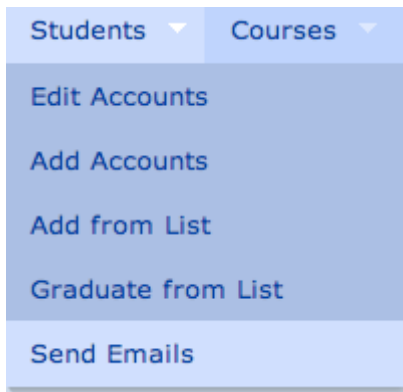 Students Courses
Edit Accounts
Add Accounts
Add from List
Graduate from List
Send Emails